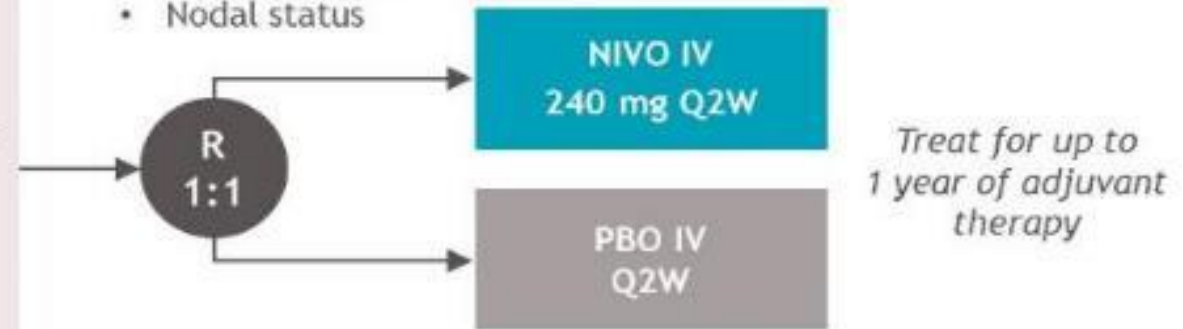 • Nodal status
NIVO IV
240 mg Q2W
R
1:1
Treat for up to
1 year of adjuvant
therapy
PBO IV
Q2W